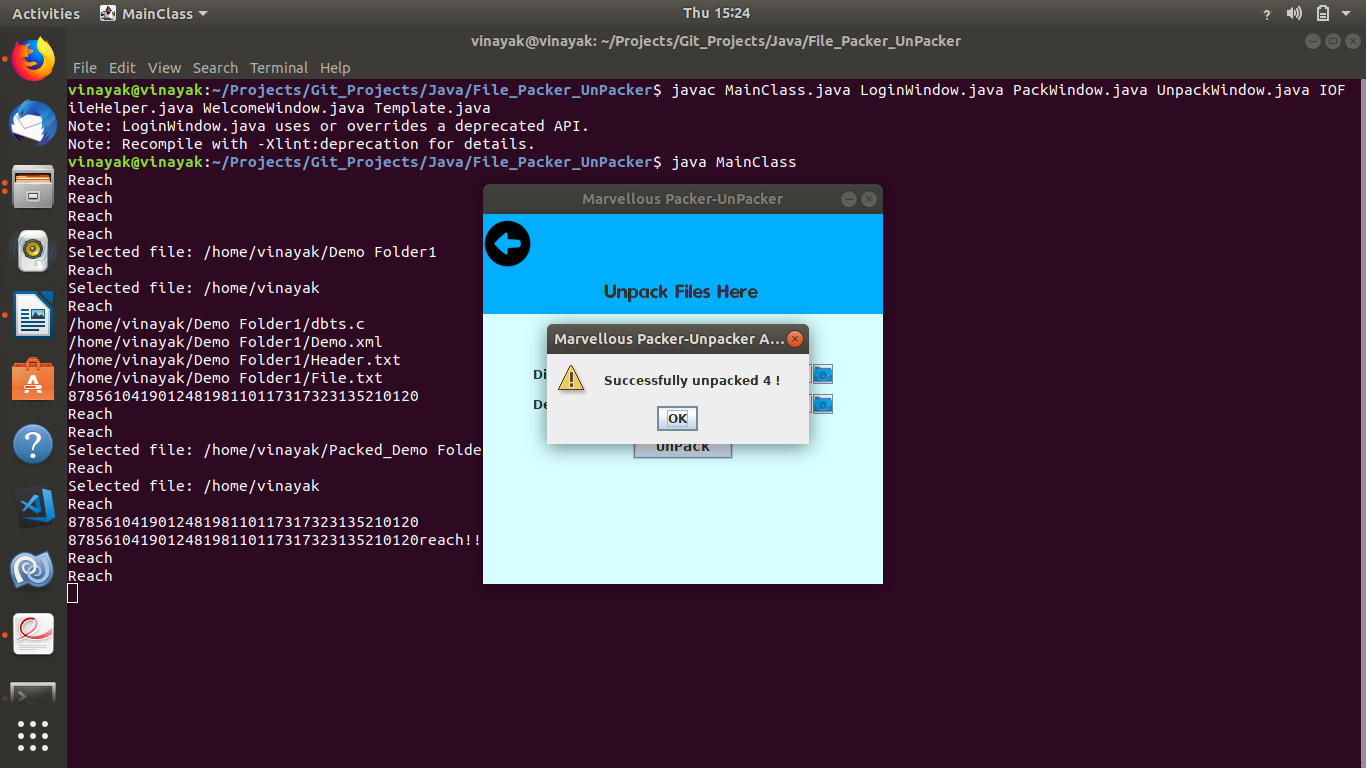 Activities
MainClass
Thu 15:24
?
vinayak@vinayak: ~/Projects/Git_Projects/Java/File_Packer_UnPacker
File Edit View Search Terminal Help
vinayak@vinayak:~/Projects/Git_Projects/Java/File_Packer_UnPacker$ javac MainClass.java LoginWindow.java PackWindow.java UnpackWindow.java IOF
ileHelper.java WelcomeWindow.java Template.java
Note: LoginWindow.java uses or overrides a deprecated API.
Note: Recompile with -Xlint:deprecation for details.
vinayak@vinayak:~/Projects/Git_Projects/Java/File_Packer_UnPacker$ java MainClass
Reach
Reach
Reach
Reach
Selected file: /home/vinayak/Demo Folder1
Reach
Selected file: /home/vinayak
Reach
/home/vinayak/Demo Folder1/dbts.c
/home/vinayak/Demo Folder1/Demo.xml
/home/vinayak/Demo Folder1/Header.txt
/home/vinayak/Demo Folder1/File.txt
878561041901248198110117317323135210120
Reach
Reach
Selected file: /home/vinayak/Packed_Demo Folde
Reach
Selected file: /home/vinayak
Reach
878561041901248198110117317323135210120
878561041901248198110117317323135210120reach!!
Reach
Reach
Marvellous Packer-UnPacker
Unpack Files Here
Di
De
UnPack
Marvellous Packer-Unpacker A...
Successfully unpacked 4 !
OK